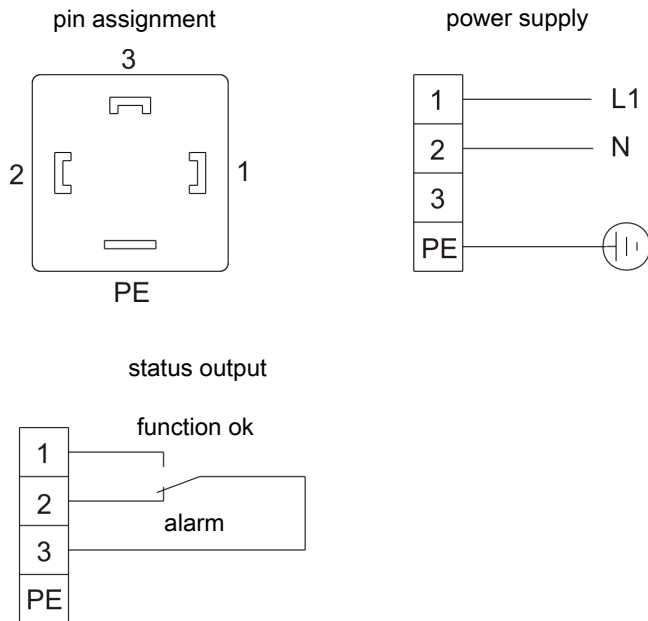 pin assignment
3
2
1
PE
power supply
1
L1
2
N
3
PE
status output
function ok
1
2
alarm
3
PE